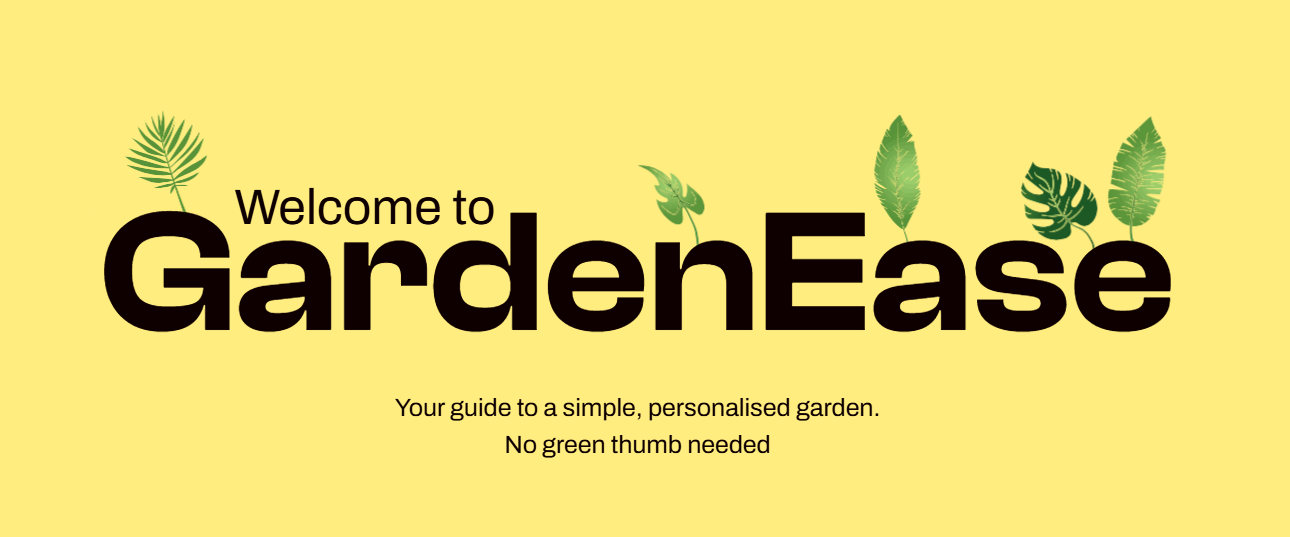 Welcome to
GardenEase
Your guide to a simple, personalised garden.
No green thumb needed